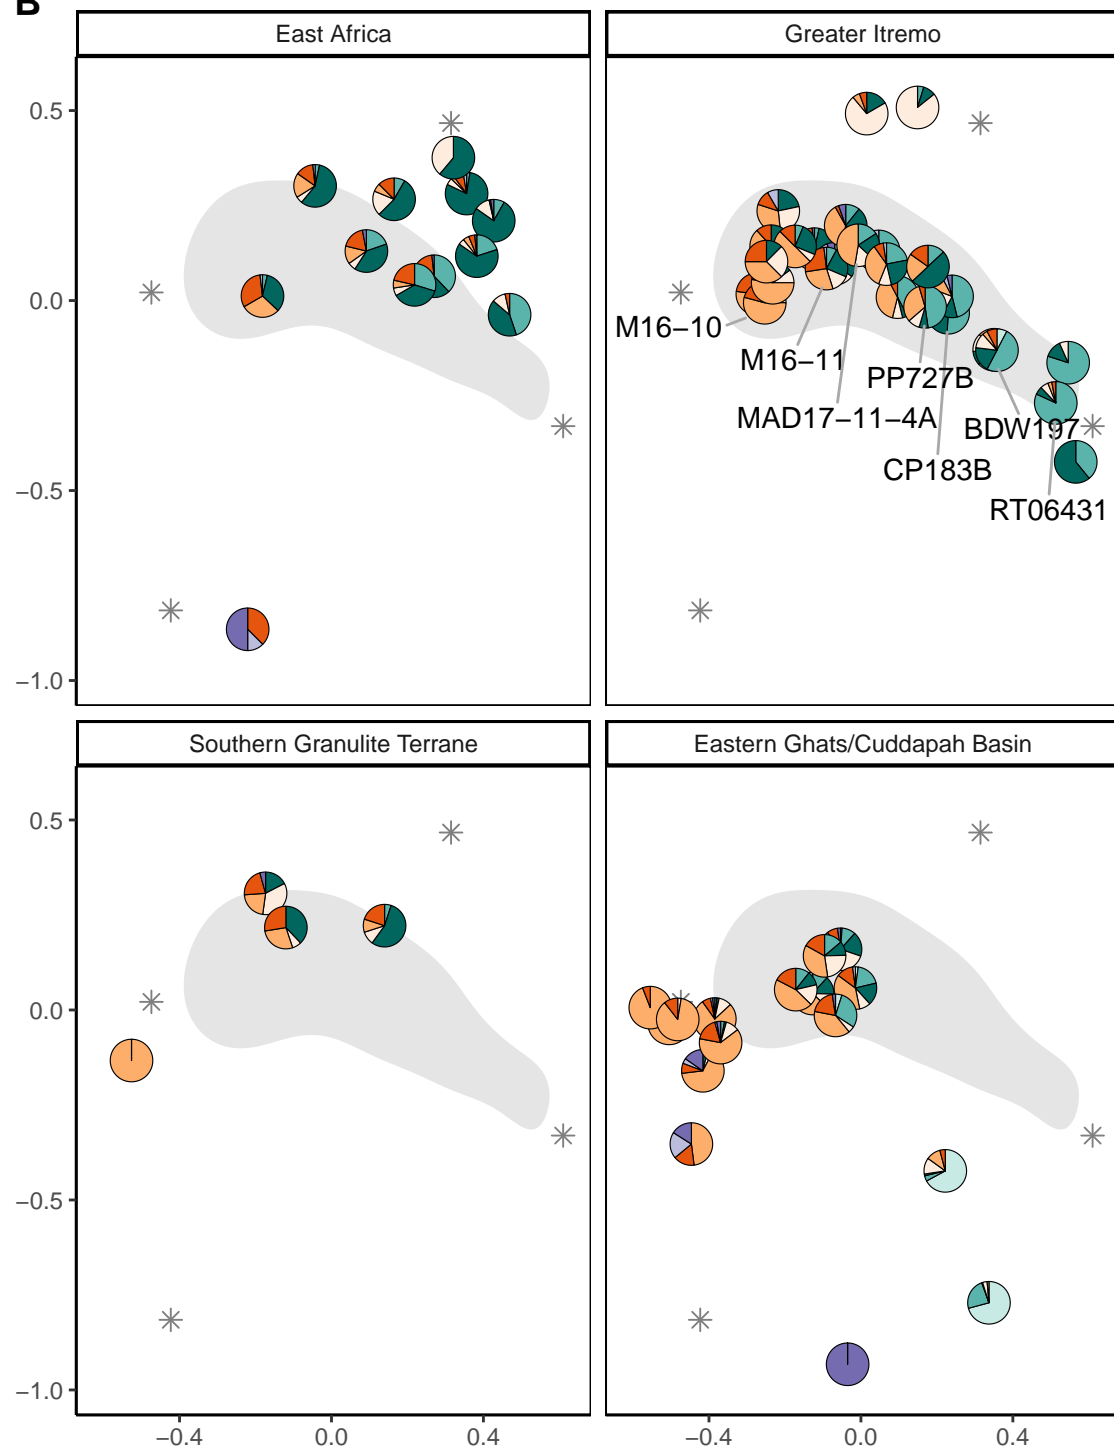 B
East Africa
Greater Itremo
0.5
0.0
−0.5
−1.0
M16−10
M16−11
PP727B
MAD17−11−4A
BDW197
CP183B
RT06431
Southern Granulite Terrane
Eastern Ghats/Cuddapah Basin
0.5
0.0
−0.5
−1.0
−0.4
0.0
0.4
−0.4
0.0
0.4